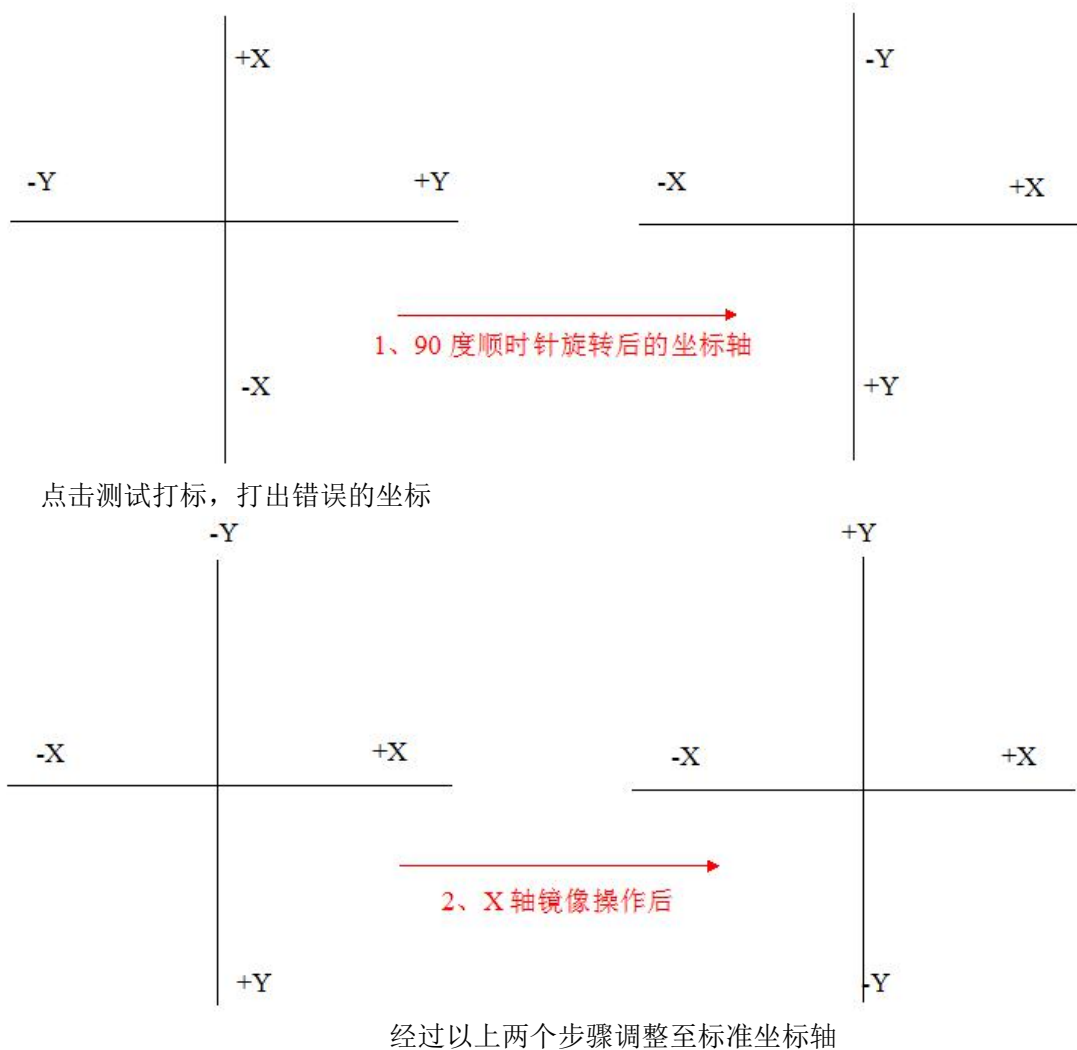 +X
-Y
-Y +Y -X +X
1、90 度顺时针旋转后的坐标轴
-X +Y
点击测试打标，打出错误的坐标
-Y +Y
-X +X -X +X
2、X 轴镜像操作后
+Y -Y
经过以上两个步骤调整至标准坐标轴